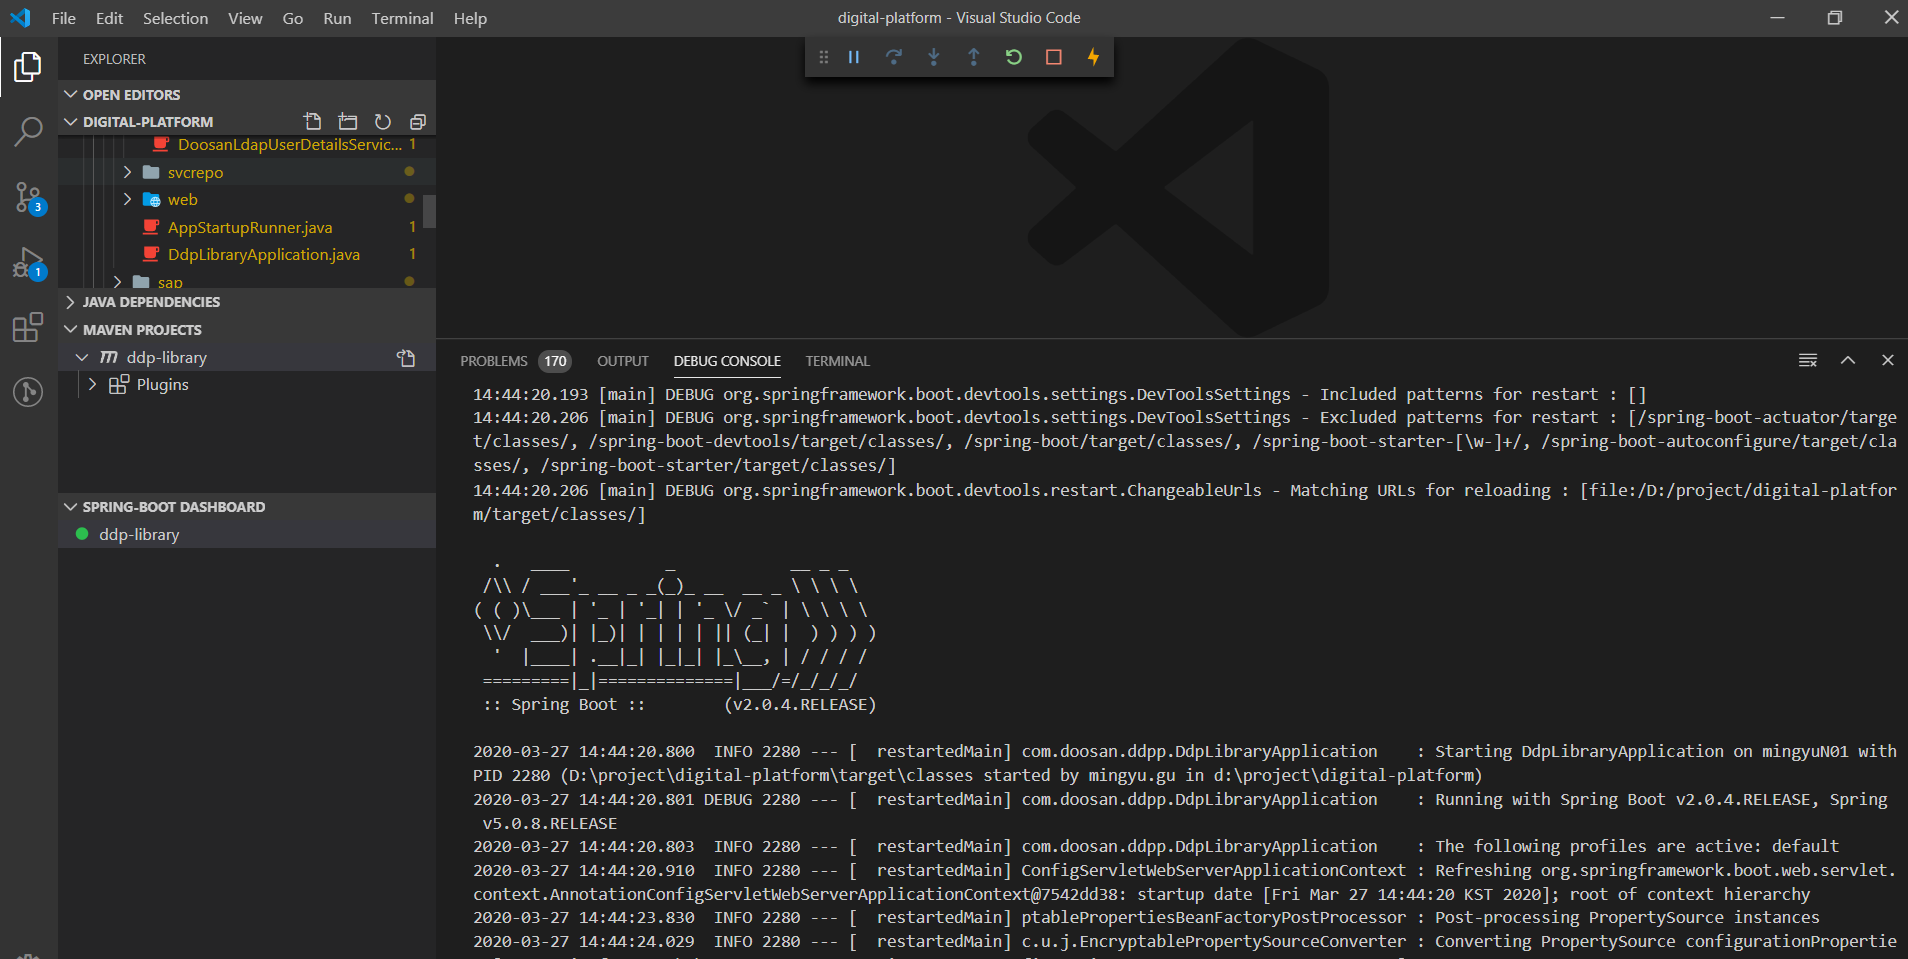 File Edit Selection View Go Run Terminal Help
digital-platform - Visual Studio Code
EXPLORER
OPEN EDITORS
DIGITAL-PLATFORM
DoosanLdapUserDetailsServic... 1
svcrepo
web
AppStartupRunner.java 1
DdpLibraryApplication.java 1
sap
JAVA DEPENDENCIES
MAVEN PROJECTS
ddp-library
Plugins
SPRING-BOOT DASHBOARD
ddp-library
3
1
PROBLEMS 170 OUTPUT DEBUG CONSOLE TERMINAL
14:44:20.193 [main] DEBUG org.springframework.boot.devtools.settings.DevToolsSettings - Included patterns for restart : []
14:44:20.206 [main] DEBUG org.springframework.boot.devtools.settings.DevToolsSettings - Excluded patterns for restart : [/spring-boot-actuator/targe
t/classes/, /spring-boot-devtools/target/classes/, /spring-boot/target/classes/, /spring-boot-starter-[\w-]+/, /spring-boot-autoconfigure/target/cla
sses/, /spring-boot-starter/target/classes/]
14:44:20.206 [main] DEBUG org.springframework.boot.devtools.restart.ChangeableUrls - Matching URLs for reloading : [file:/D:/project/digital-platfor
m/target/classes/]
  .   ____          _            __ _ _
 /\\ / ___'_ __ _ _(_)_ __  __ _ \ \ \ \
( ( )\___ | '_ | '_| | '_ \/ _` | \ \ \ \
 \\/  ___)| |_)| | | | | || (_| |  ) ) ) )
  '  |____| .__|_| |_|_| |_\__, | / / / /
 =========|_|==============|___/=/_/_/_/
 :: Spring Boot ::        (v2.0.4.RELEASE)
2020-03-27 14:44:20.800  INFO 2280 --- [  restartedMain] com.doosan.ddpp.DdpLibraryApplication    : Starting DdpLibraryApplication on mingyuN01 with
PID 2280 (D:\project\digital-platform\target\classes started by mingyu.gu in d:\project\digital-platform)
2020-03-27 14:44:20.801 DEBUG 2280 --- [  restartedMain] com.doosan.ddpp.DdpLibraryApplication    : Running with Spring Boot v2.0.4.RELEASE, Spring
 v5.0.8.RELEASE
2020-03-27 14:44:20.803  INFO 2280 --- [  restartedMain] com.doosan.ddpp.DdpLibraryApplication    : The following profiles are active: default
2020-03-27 14:44:20.910  INFO 2280 --- [  restartedMain] ConfigServletWebServerApplicationContext : Refreshing org.springframework.boot.web.servlet.
context.AnnotationConfigServletWebServerApplicationContext@7542dd38: startup date [Fri Mar 27 14:44:20 KST 2020]; root of context hierarchy
2020-03-27 14:44:23.830  INFO 2280 --- [  restartedMain] ptablePropertiesBeanFactoryPostProcessor : Post-processing PropertySource instances
2020-03-27 14:44:24.029  INFO 2280 --- [  restartedMain] c.u.j.EncryptablePropertySourceConverter : Converting PropertySource configurationPropertie